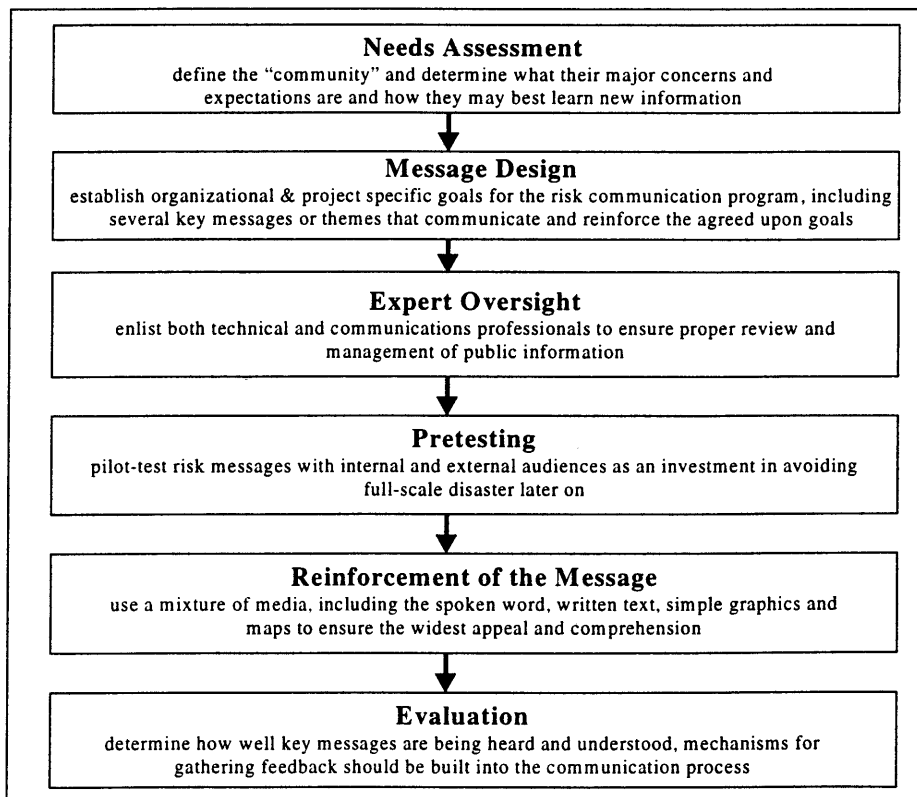 Needs Assessment
define the “community” and determine what their major concerns and
expectations are and how they may best learn new information
Message Design
establish organizational & project specific goals for the risk communication program, including
several key messages or themes that communicate and reinforce the agreed upon goals
Expert Oversight
enlist both technical and communications professionals to ensure proper review and
management of public information
Pretesting
pilot-test risk messages with internal and external audiences as an investment in avoiding
full-scale disaster later on
Reinforcement of the Message
use a mixture of media, including the spoken word, written text, simple graphics and
maps to ensure the widest appeal and comprehension
Evaluation
determine how well key messages are being heard and understood, mechanisms for
gathering feedback should be built into the communication process